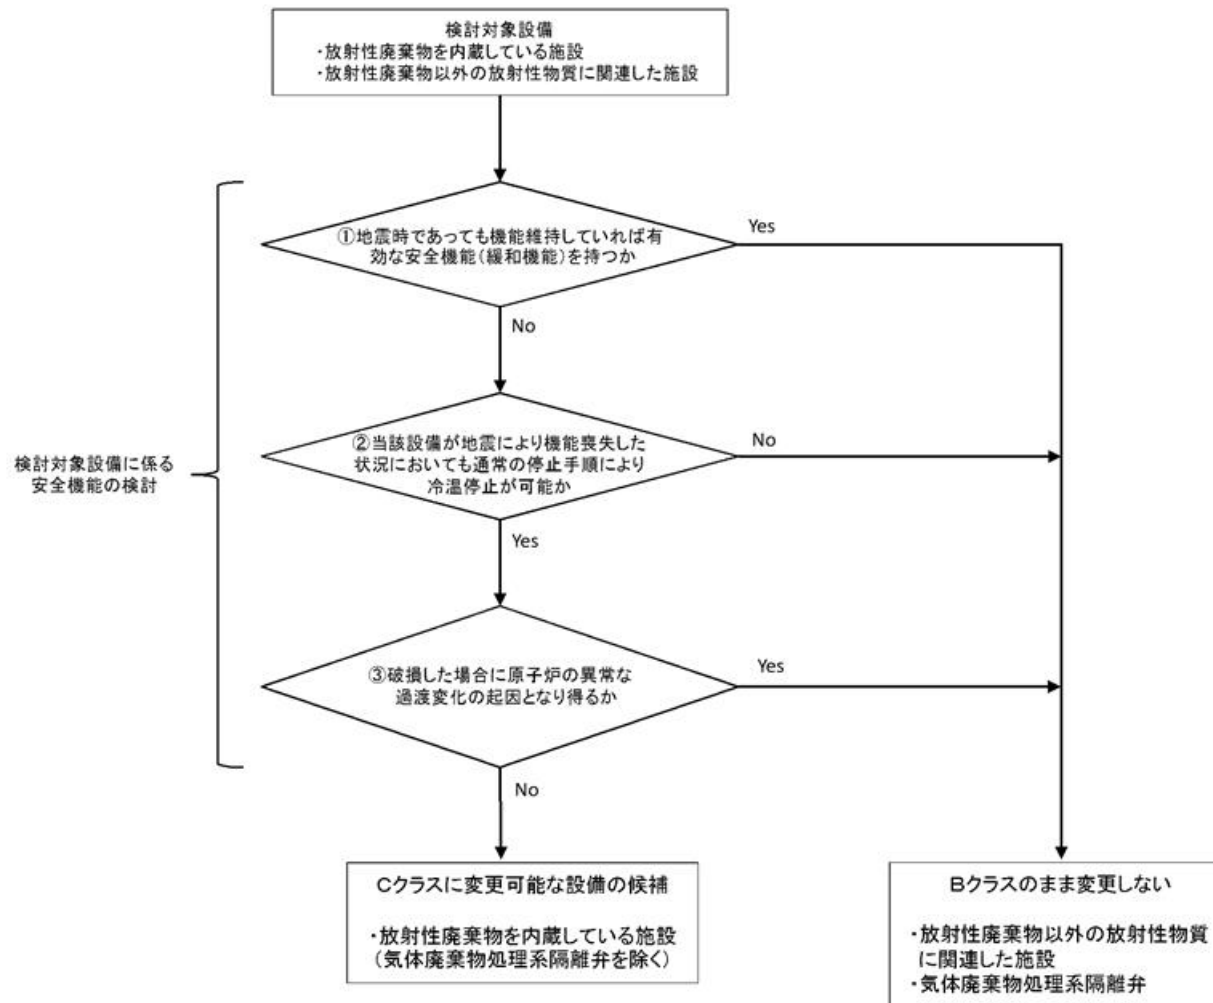 検討対象設備
・放射性廃棄物を内蔵している施設
・放射性廃棄物以外の放射性物質に関連した施設
①地震時であっても機能維持していれば有
効な安全機能(緩和機能)を持つか
Yes
No
②当該設備が地震により機能喪失した
状況においても通常の停止手順により
冷温停止が可能か
No
検討対象設備に係る
安全機能の検討
Yes
③破損した場合に原子炉の異常な
過渡変化の起因となり得るか
Yes
No
Cクラスに変更可能な設備の候補
・放射性廃棄物を内蔵している施設
(気体廃棄物処理系隔離弁を除く)
Bクラスのまま変更しない
・放射性廃棄物以外の放射性物質
に関連した施設
・気体廃棄物処理系隔離弁